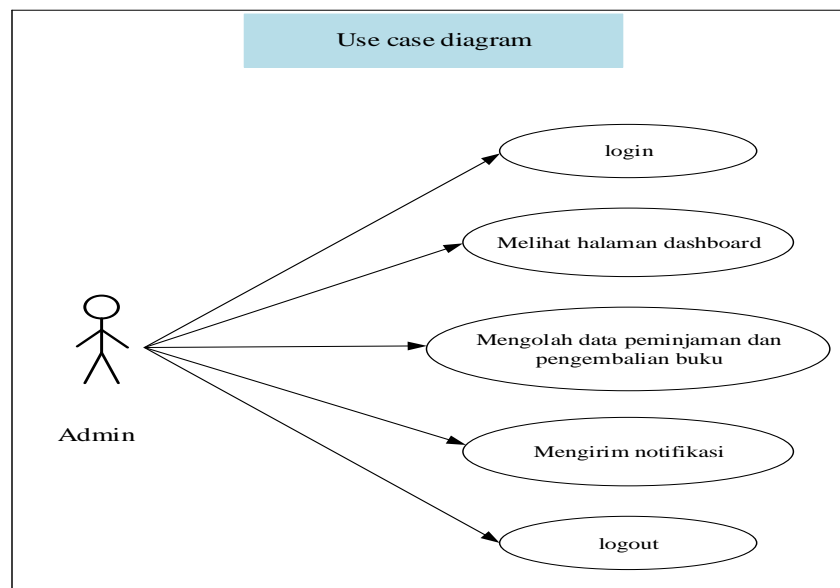 Use case diagram
login
Melihat halaman dashboard
Mengolah data peminjaman dan
pengembalian buku
Admin
Mengirim notifikasi
logout